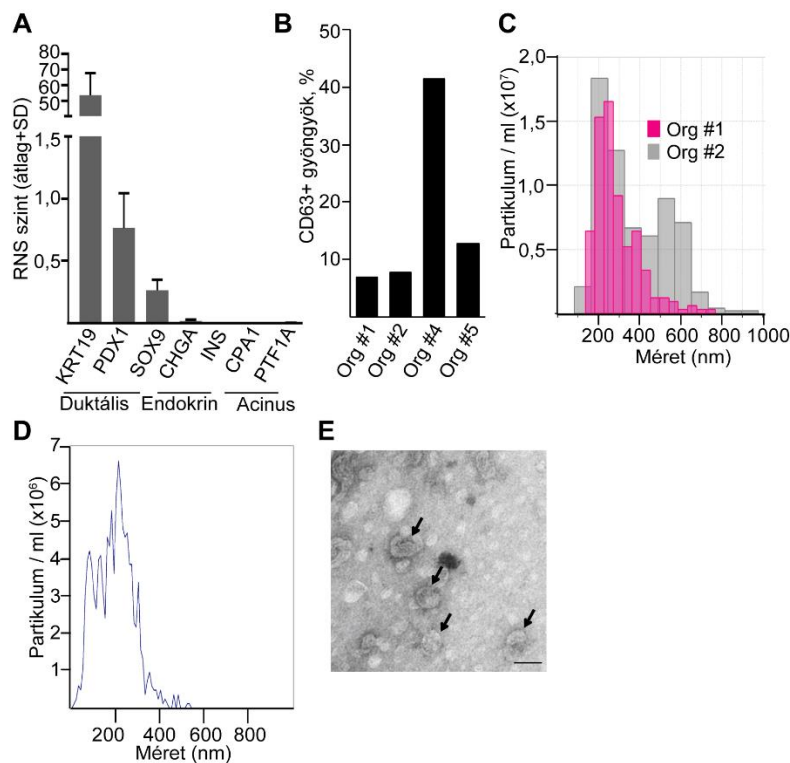 A
RNS szint (átlag+SD)
80
70
60
50
1,5
1,0
0,5
KRT19
PDX1
SOX9
CHGA
INS
CPA1
PTF1A
Duktális
Endokrin
Acinus
B
CD63+ gyöngyök, %
50
40
30
20
10
Org #1
Org #2
Org #4
Org #5
C
Partikulum / ml (x10⁷)
2,0
1,5
1,0
0,5
0
Org #1
Org #2
200 400 600 800 1000
Méret (nm)
D
Partikulum / ml (x10⁶)
7
6
5
4
3
2
1
200 400 600 800
Méret (nm)
E